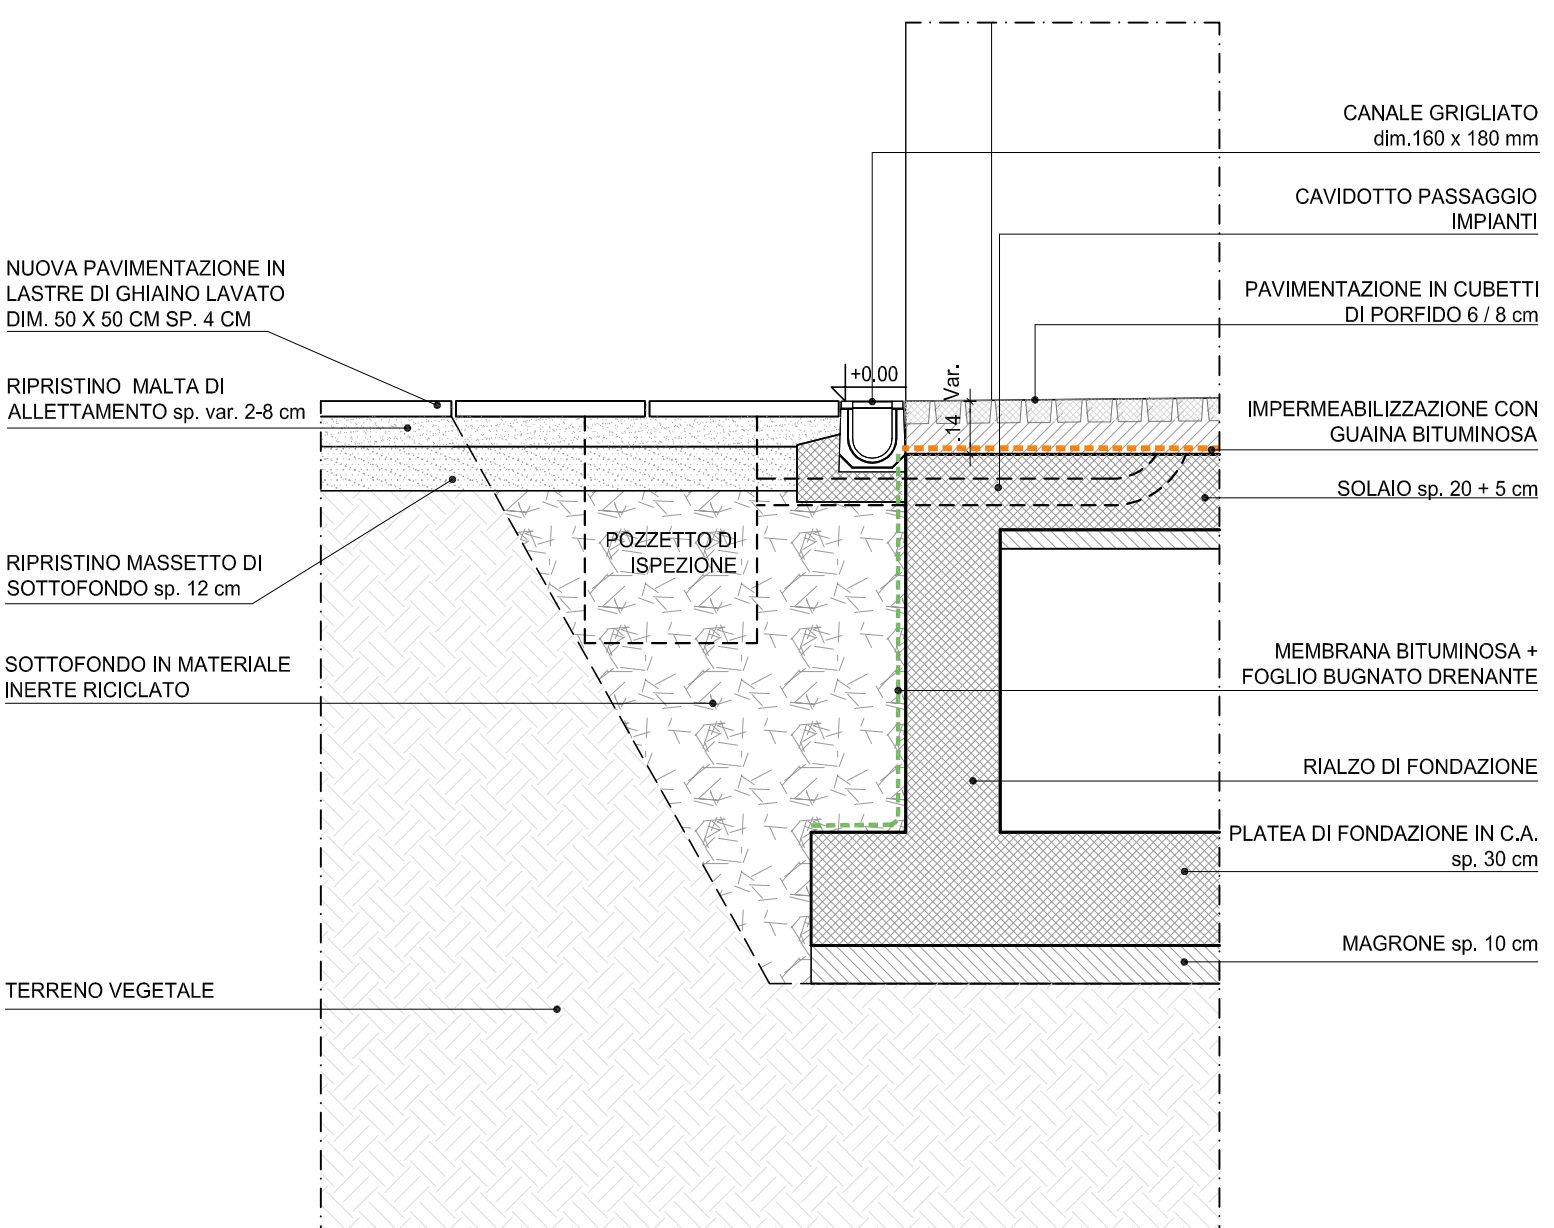 CANALE GRIGLIATO
dim.160 x 180 mm
CAVIDOTTO PASSAGGIO
IMPIANTI
NUOVA PAVIMENTAZIONE IN
LASTRE DI GHIAINO LAVATO
DIM. 50 X 50 CM SP. 4 CM
PAVIMENTAZIONE IN CUBETTI
DI PORFIDO 6 / 8 cm
+0.00
.14 Var.
RIPRISTINO MALTA DI
ALLETTAMENTO sp. var. 2-8 cm
IMPERMEABILIZZAZIONE CON
GUAINA BITUMINOSA
SOLAIO sp. 20 + 5 cm
POZZETTO DI
ISPEZIONE
RIPRISTINO MASSETTO DI
SOTTOFONDO sp. 12 cm
SOTTOFONDO IN MATERIALE
INERTE RICICLATO
MEMBRANA BITUMINOSA +
FOGLIO BUGNATO DRENANTE
RIALZO DI FONDAZIONE
PLATEA DI FONDAZIONE IN C.A.
sp. 30 cm
MAGRONE sp. 10 cm
TERRENO VEGETALE